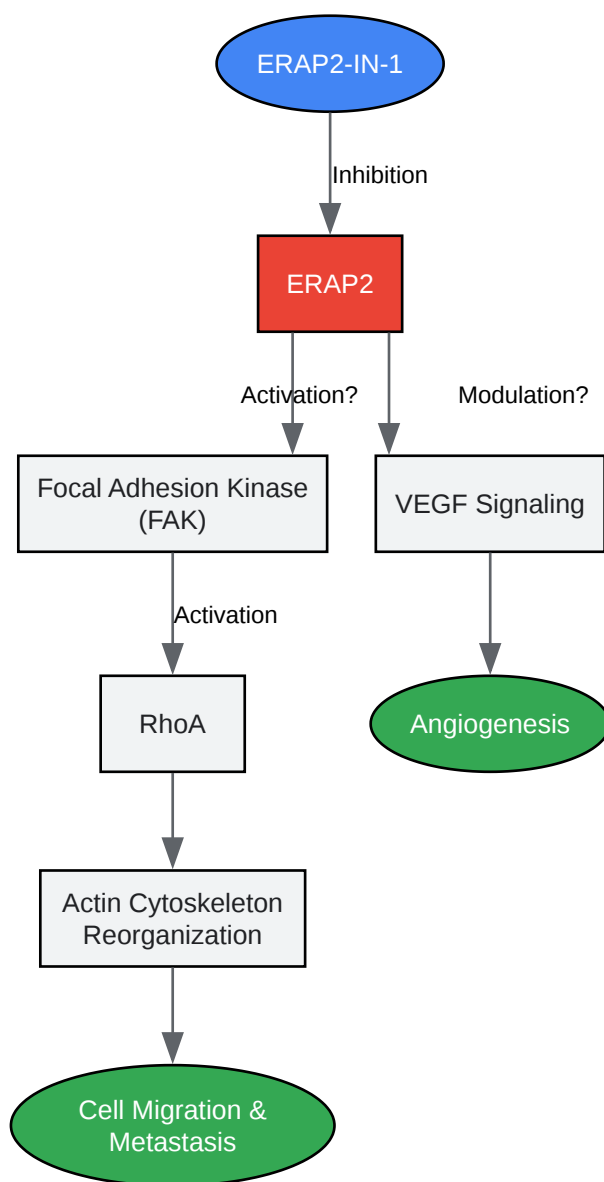 ERAP2-IN-1
Inhibition
ERAP2
Activation?
Modulation?
Focal Adhesion Kinase
(FAK)
VEGF Signaling
Activation
RhoA
Angiogenesis
Actin Cytoskeleton
Reorganization
Cell Migration &
Metastasis